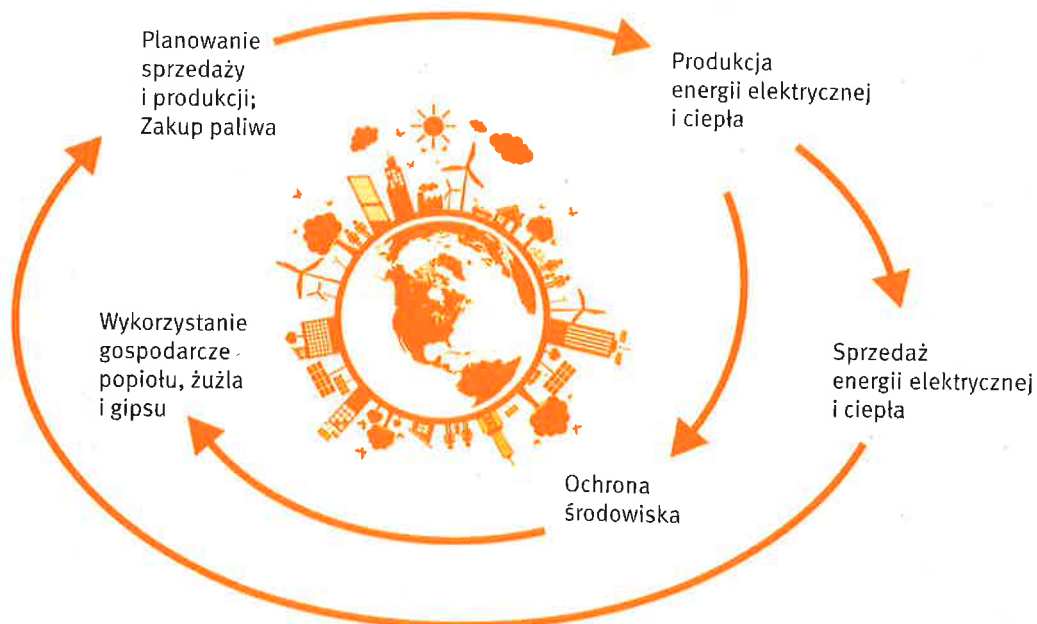 Planowanie
sprzedaży
i produkcji;
Zakup paliwa
Produkcja
energii elektrycznej
i ciepła
Sprzedaż
energii elektrycznej
i ciepła
Ochrona
środowiska
Wykorzystanie
gospodarcze
popiołu, żużla
i gipsu